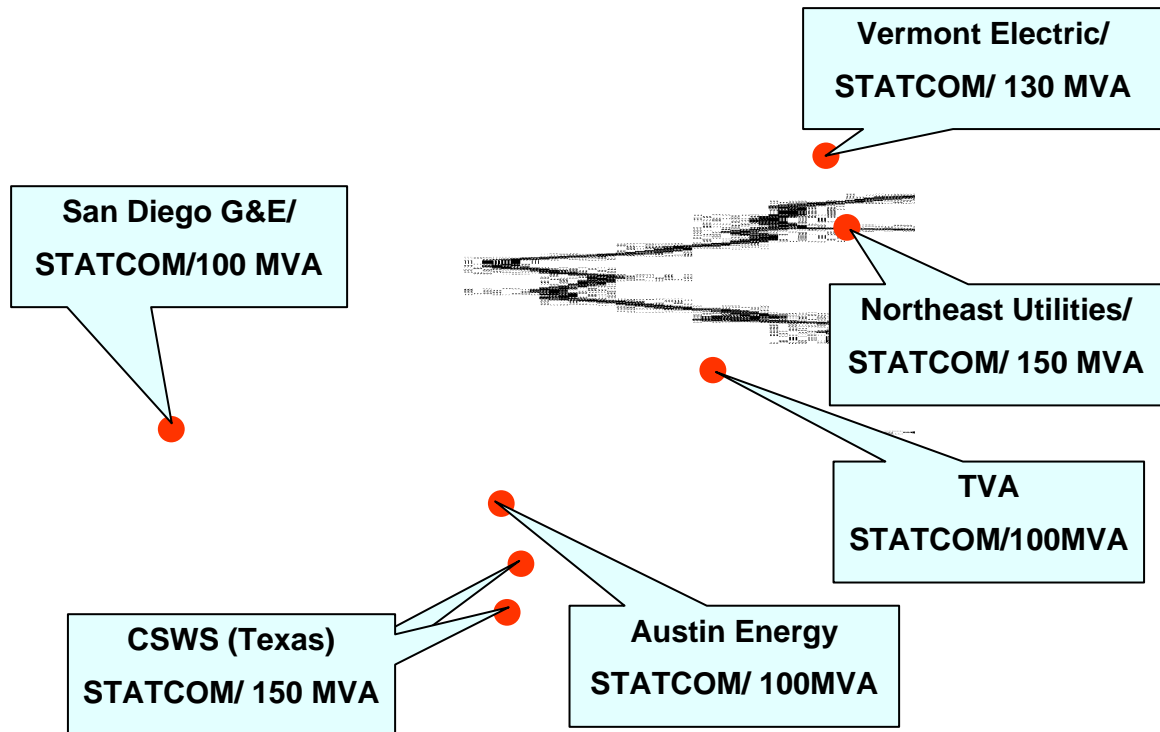 Vermont Electric/
STATCOM/ 130 MVA
San Diego G&E/
STATCOM/100 MVA
Northeast Utilities/
STATCOM/ 150 MVA
TVA
STATCOM/100MVA
Austin Energy
STATCOM/ 100MVA
CSWS (Texas)
STATCOM/ 150 MVA